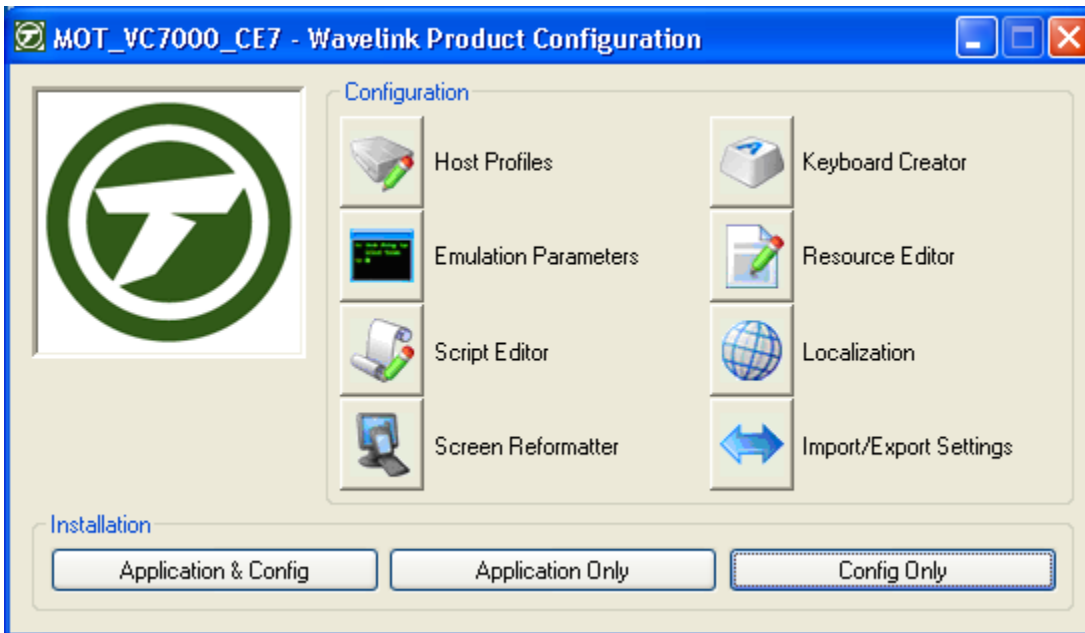 MOT_VC7000_CE7 - Wavelink Product Configuration
Configuration
Host Profiles
Keyboard Creator
Emulation Parameters
Resource Editor
Script Editor
Localization
Screen Reformatter
Import/Export Settings
Installation
Application & Config
Application Only
Config Only